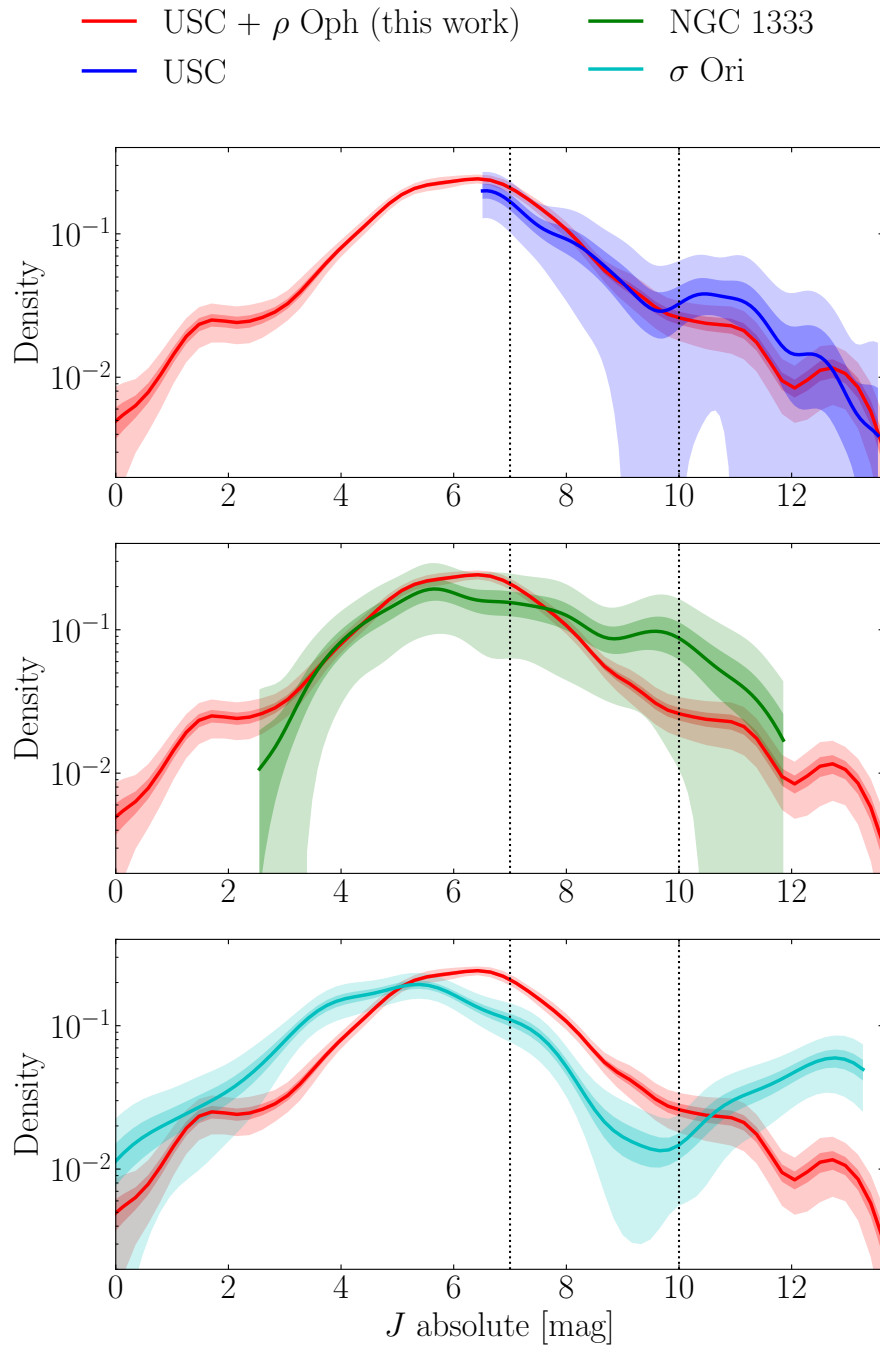 USC + ρ Oph (this work)
NGC 1333
USC
σ Ori
10⁻¹
10⁻²
Density
0 2 4 6 8 10 12
10⁻¹
10⁻²
Density
0 2 4 6 8 10 12
10⁻¹
10⁻²
Density
0 2 4 6 8 10 12
J absolute [mag]